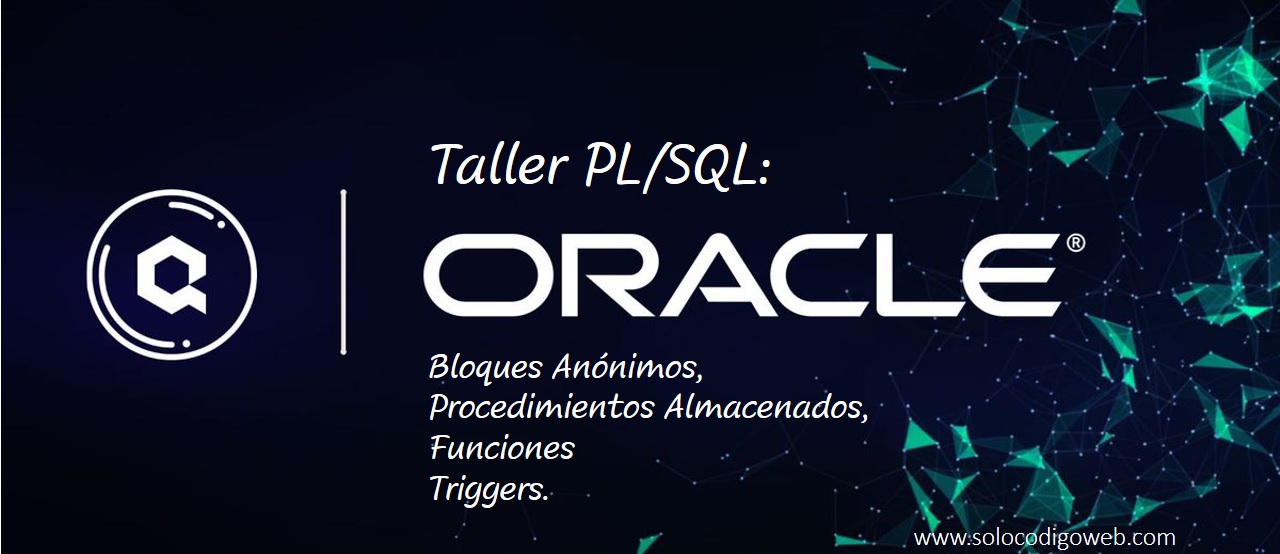 Taller PL/SQL:
ORACLE®
Bloques Anónimos,
Procedimientos Almacenados,
Funciones
Triggers.
www.solocodigoweb.com